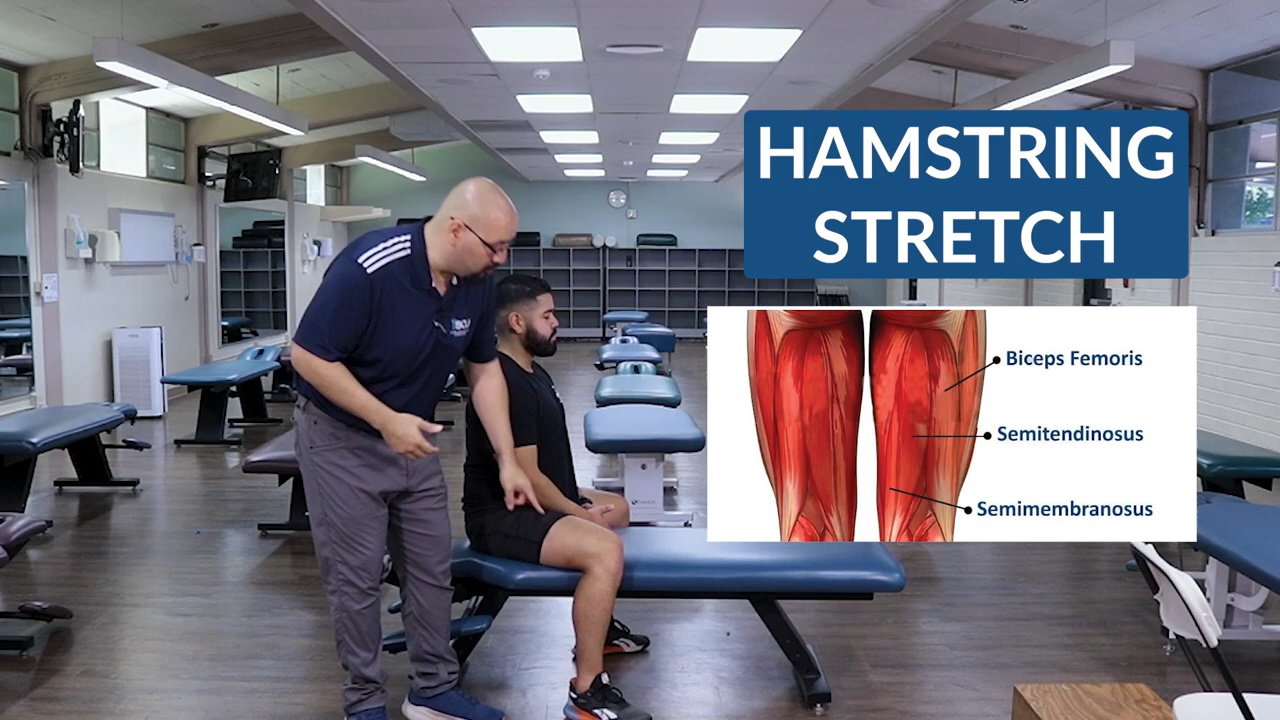 HAMSTRING
STRETCH
Biceps Femoris
Semitendinosus
Semimembranosus